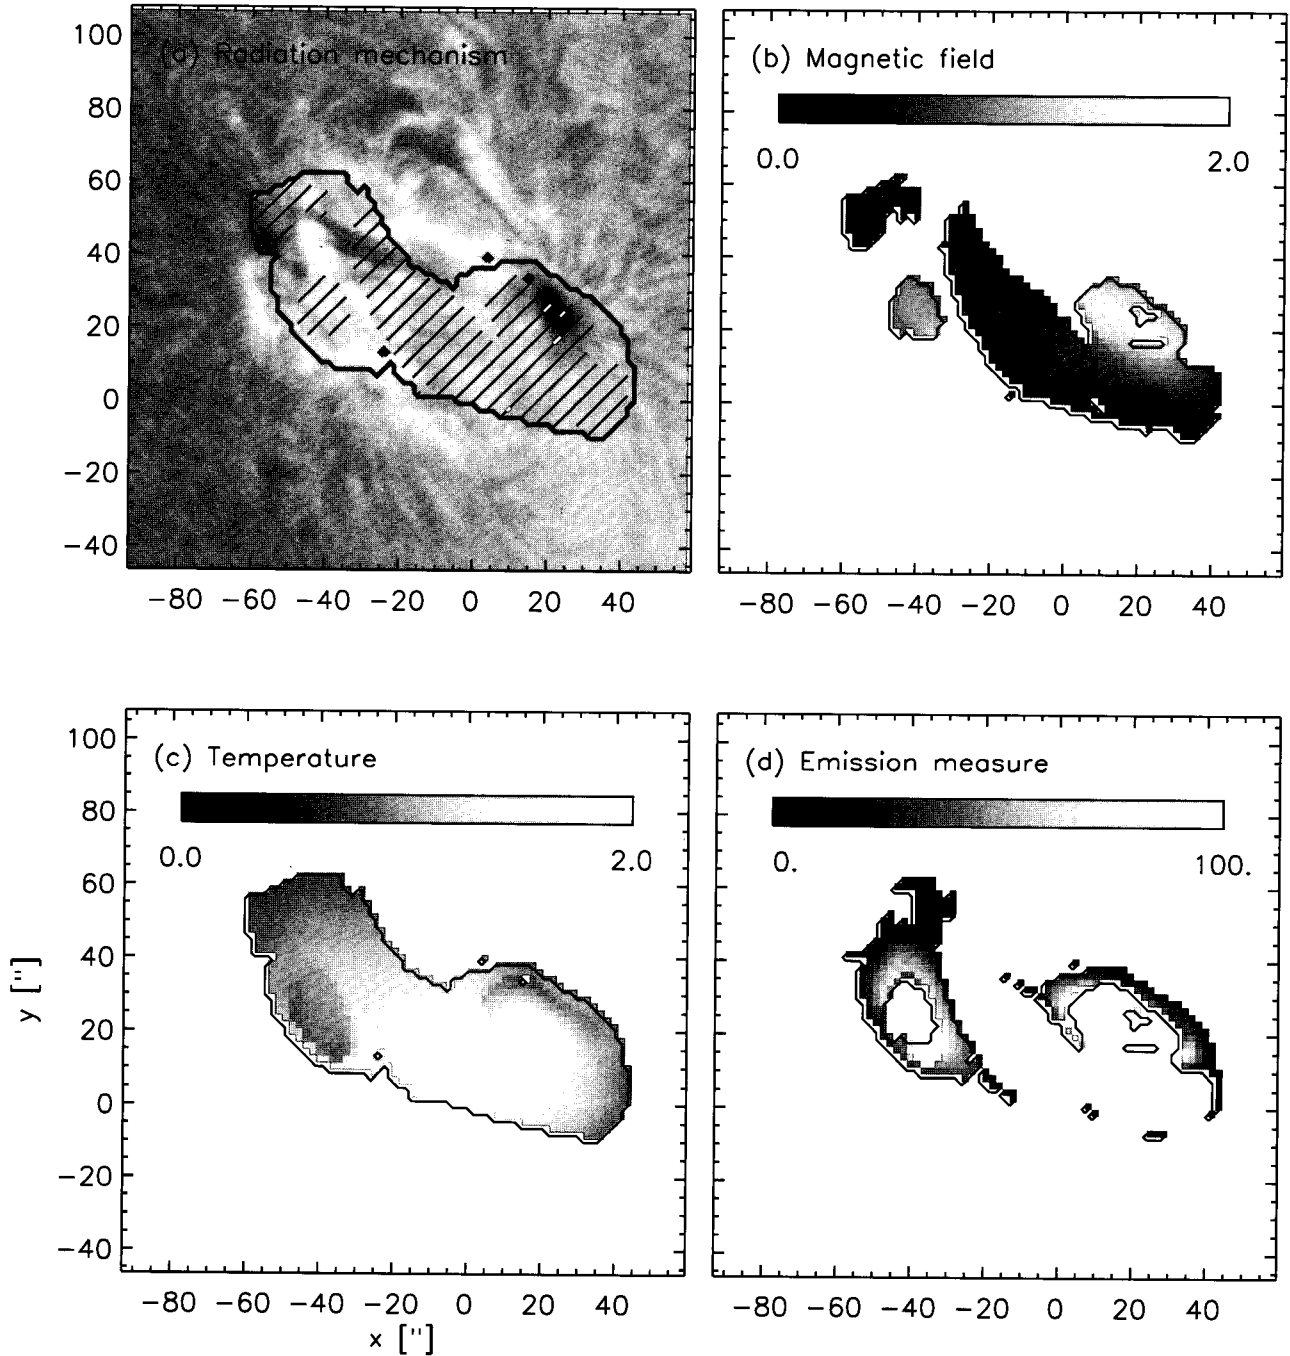 (a) Radiation mechanism
100
80
60
40
20
0
−20
−40
−80 −60 −40 −20 0 20 40
(b) Magnetic field
0.0 2.0
−80 −60 −40 −20 0 20 40
(c) Temperature
0.0 2.0
100
80
60
40
20
0
−20
−40
y ["]
−80 −60 −40 −20 0 20 40
x ["]
(d) Emission measure
0. 100.
−80 −60 −40 −20 0 20 40